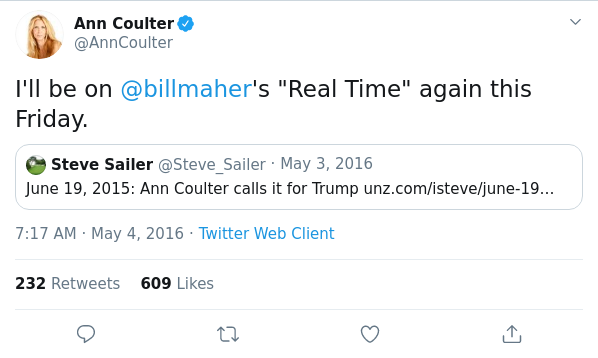 Ann Coulter
@AnnCoulter
I'll be on @billmaher's "Real Time" again this
Friday.
Steve Sailer @Steve_Sailer · May 3, 2016
June 19, 2015: Ann Coulter calls it for Trump unz.com/isteve/june-19...
7:17 AM · May 4, 2016 · Twitter Web Client
232 Retweets 609 Likes